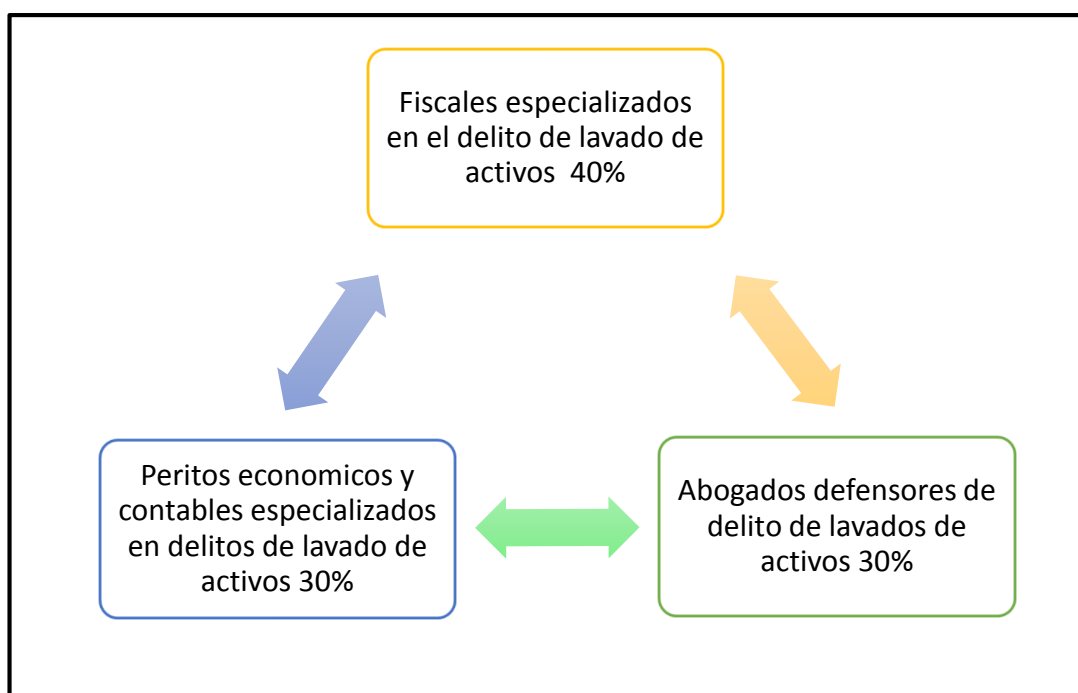 Fiscales especializados
en el delito de lavado de
activos  40%
Peritos economicos y
contables especializados
en delitos de lavado de
activos 30%
Abogados defensores de
delito de lavados de
activos 30%